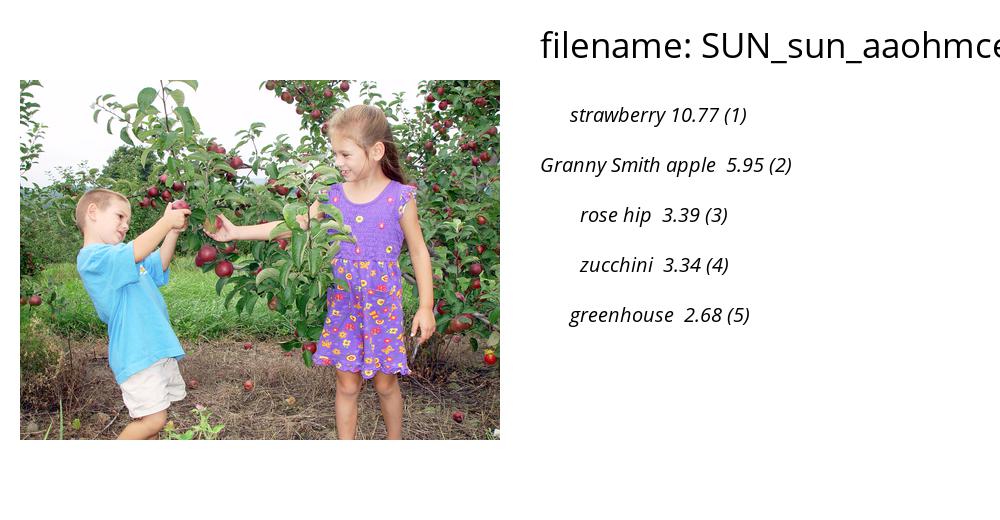 filename: SUN_sun_aaohmce
strawberry 10.77 (1)
Granny Smith apple 5.95 (2)
rose hip 3.39 (3)
zucchini 3.34 (4)
greenhouse 2.68 (5)